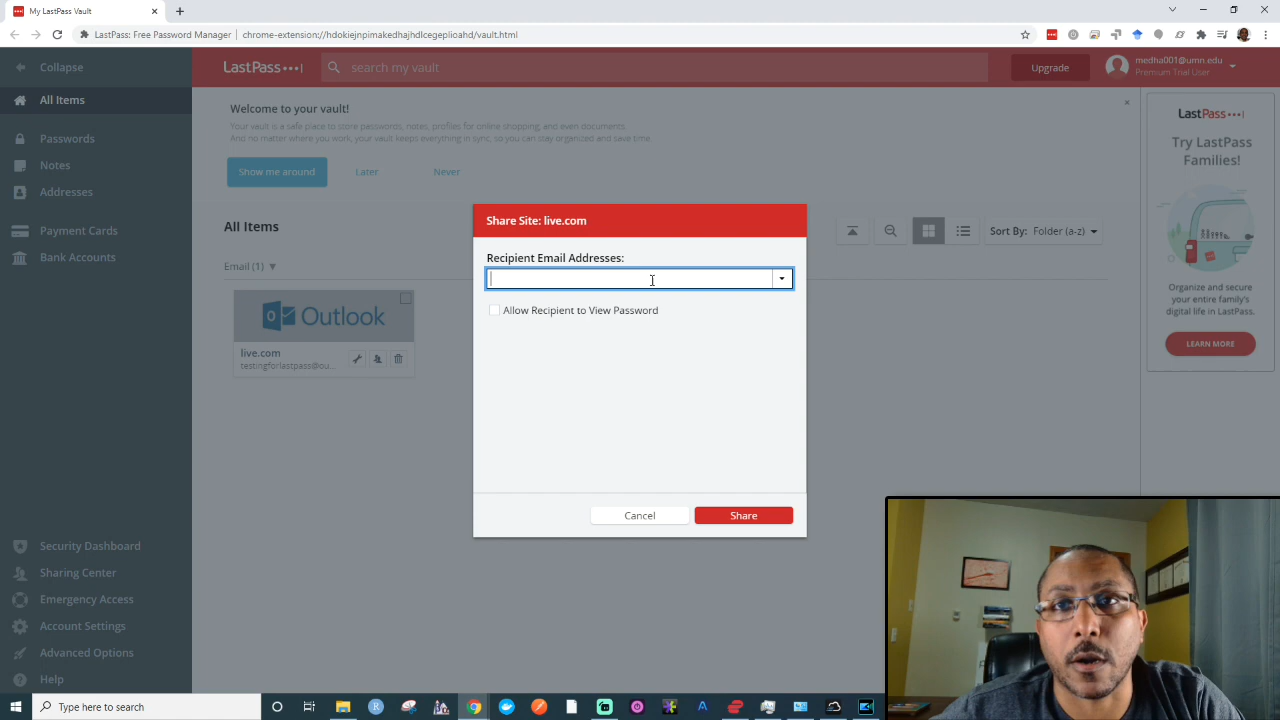 My LastPass Vault
LastPass: Free Password Manager
chrome-extension://hdokiejnpimakedhajhdlcegeplioahd/vault.html
Collapse
LastPass
search my vault
Upgrade
medha001@umn.edu
Premium Trial User
All Items
Passwords
Notes
Addresses
Payment Cards
Bank Accounts
Security Dashboard
Sharing Center
Emergency Access
Account Settings
Advanced Options
Help
Welcome to your vault!
Your vault is a safe place to store passwords, notes, profiles for online shopping, and even documents.
And no matter where you work, your vault keeps everything in sync, so you can stay organized and save time.
Show me around
Later
Never
All Items
Sort By: Folder (a-z)
Email (1)
Outlook
live.com
testingforlastpass@ou...
Share Site: live.com
Recipient Email Addresses:
Allow Recipient to View Password
Cancel
Share
LastPass
Try LastPass
Families!
Organize and secure
your entire family's
digital life in LastPass.
LEARN MORE
Type here to search